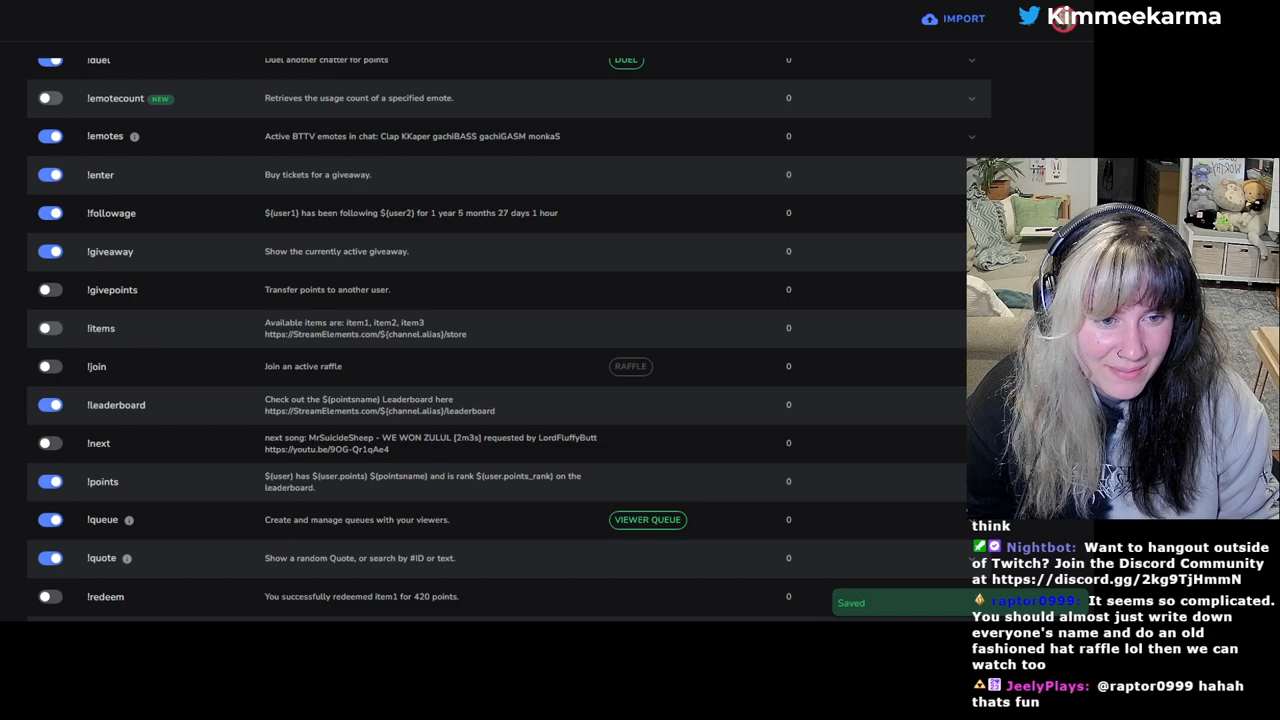 IMPORT
Kimmeekarma
!duel Duel another chatter for points DUEL 0
!emotecount NEW Retrieves the usage count of a specified emote. 0
!emotes Active BTTV emotes in chat: Clap KKaper gachiBASS gachiGASM monkaS 0
!enter Buy tickets for a giveaway. 0
!followage ${user1} has been following ${user2} for 1 year 5 months 27 days 1 hour 0
!giveaway Show the currently active giveaway. 0
!givepoints Transfer points to another user. 0
!items Available items are: item1, item2, item3 0
https://StreamElements.com/${channel.alias}/store
!join Join an active raffle RAFFLE 0
!leaderboard Check out the ${pointsname} Leaderboard here 0
https://StreamElements.com/${channel.alias}/leaderboard
!next next song: MrSuicideSheep - WE WON ZULUL [2m3s] requested by LordFluffyButt 0
https://youtu.be/9OG-Qr1qAe4
!points ${user} has ${user.points} ${pointsname} and is rank ${user.points_rank} on the 0
leaderboard.
!queue Create and manage queues with your viewers. VIEWER QUEUE 0
!quote Show a random Quote, or search by #ID or text. 0
!redeem You successfully redeemed item1 for 420 points. 0
Saved
think
Nightbot: Want to hangout outside
of Twitch? Join the Discord Community
at https://discord.gg/2kg9TjHmmN
raptor0999: It seems so complicated.
You should almost just write down
everyone's name and do an old
fashioned hat raffle lol then we can
watch too
JeelyPlays: @raptor0999 hahah
thats fun